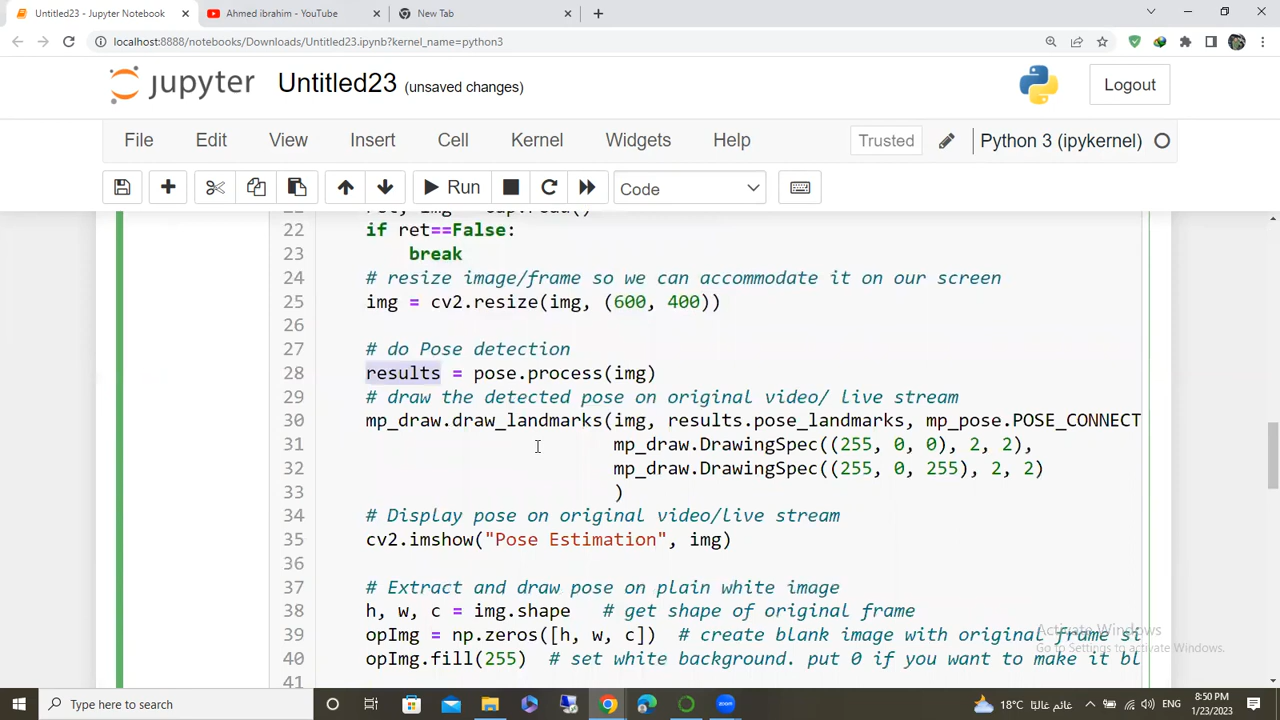 Untitled23 - Jupyter Notebook
Ahmed ibrahim - YouTube
New Tab
localhost:8888/notebooks/Downloads/Untitled23.ipynb?kernel_name=python3
jupyter Untitled23 (unsaved changes)
Logout
File Edit View Insert Cell Kernel Widgets Help
Trusted
Python 3 (ipykernel)
Run
Code
22 if ret==False:
23 break
24 # resize image/frame so we can accommodate it on our screen
25 img = cv2.resize(img, (600, 400))
26
27 # do Pose detection
28 results = pose.process(img)
29 # draw the detected pose on original video/ live stream
30 mp_draw.draw_landmarks(img, results.pose_landmarks, mp_pose.POSE_CONNECT
31 mp_draw.DrawingSpec((255, 0, 0), 2, 2),
32 mp_draw.DrawingSpec((255, 0, 255), 2, 2)
33 )
34 # Display pose on original video/live stream
35 cv2.imshow("Pose Estimation", img)
36
37 # Extract and draw pose on plain white image
38 h, w, c = img.shape # get shape of original frame
39 opImg = np.zeros([h, w, c]) # create blank image with original frame si
40 opImg.fill(255) # set white background. put 0 if you want to make it bl
41
Activate Windows
Go to Settings to activate Windows.
Type here to search
zoom
18°C غائم غالبًا
ENG
8:50 PM
1/23/2023